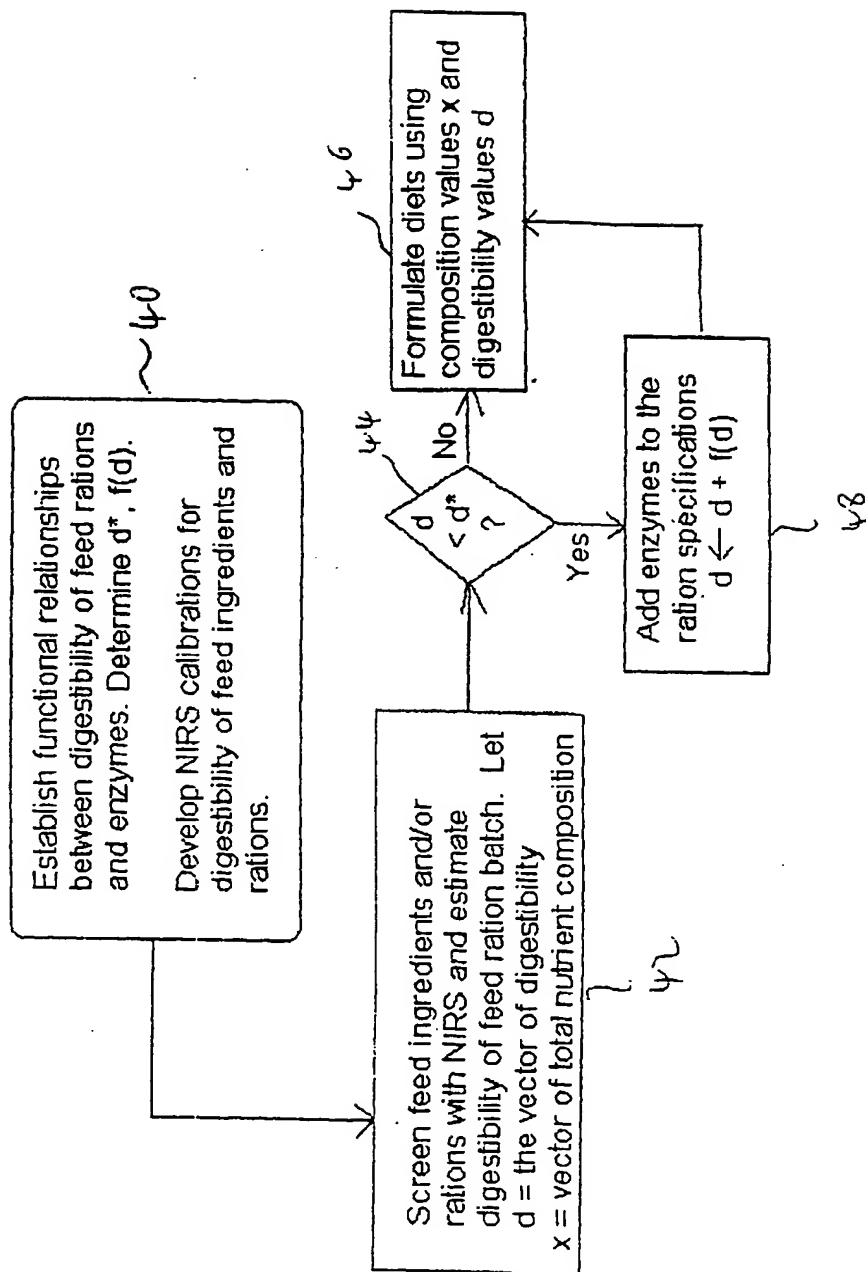 Establish functional relationships
between digestibility of feed rations
and enzymes. Determine d*, f(d).
Develop NIRS calibrations for
digestibility of feed ingredients and
rations.
40
Screen feed ingredients and/or
rations with NIRS and estimate
digestibility of feed ration batch. Let
d = the vector of digestibility
x = vector of total nutrient composition
42
d
< d*
?
44
No
Yes
Formulate diets using
composition values x and
digestibility values d
46
Add enzymes to the
ration specifications
d ← d + f(d)
48